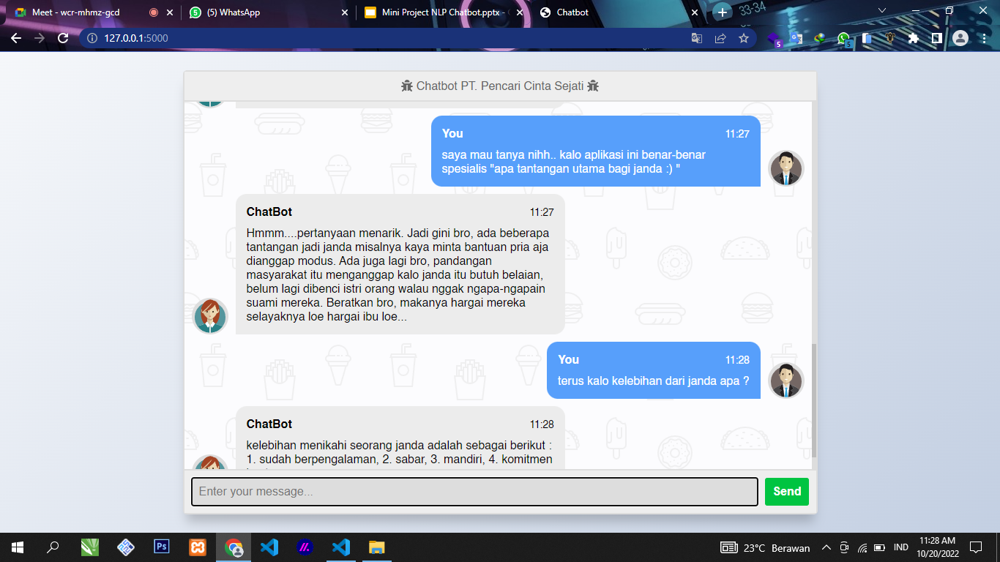 Meet - wcr-mhmz-gcd
(5) WhatsApp
Mini Project NLP Chatbot.pptx -
Chatbot
33-34
127.0.0.1:5000
5
5
Chatbot PT. Pencari Cinta Sejati
You 11:27
saya mau tanya nihh.. kalo aplikasi ini benar-benar
spesialis "apa tantangan utama bagi janda :) "
ChatBot 11:27
Hmmm....pertanyaan menarik. Jadi gini bro, ada beberapa
tantangan jadi janda misalnya kaya minta bantuan pria aja
dianggap modus. Ada juga lagi bro, pandangan
masyarakat itu menganggap kalo janda itu butuh belaian,
belum lagi dibenci istri orang walau nggak ngapa-ngapain
suami mereka. Beratkan bro, makanya hargai mereka
selayaknya loe hargai ibu loe...
You 11:28
terus kalo kelebihan dari janda apa ?
ChatBot 11:28
kelebihan menikahi seorang janda adalah sebagai berikut :
1. sudah berpengalaman, 2. sabar, 3. mandiri, 4. komitmen
Enter your message...
Send
Ps
23°C Berawan
IND
11:28 AM
10/20/2022